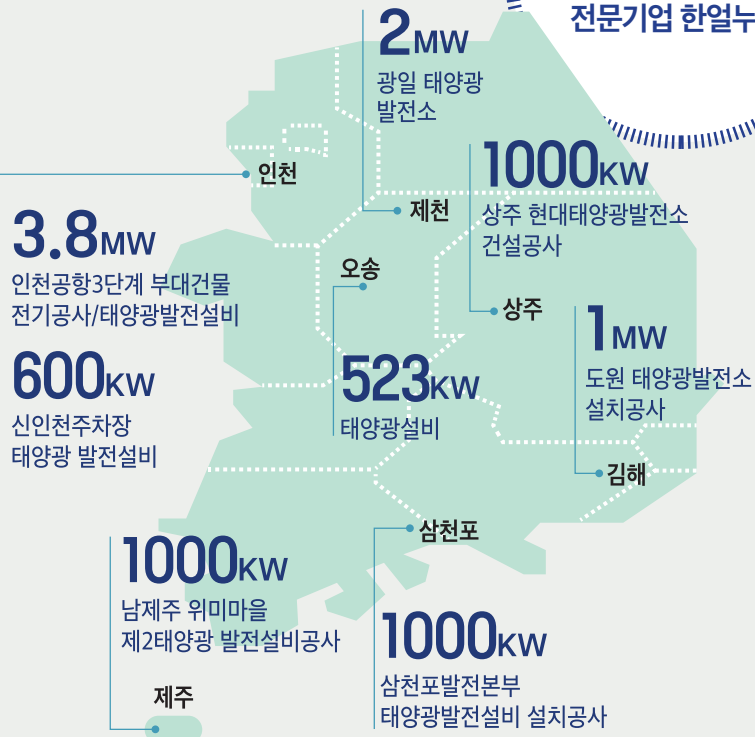 전문기업 한얼누
2MW
광일 태양광
발전소
인천
3.8MW
인천공항3단계 부대건물
전기공사/태양광발전설비
600KW
신인천주차장
태양광 발전설비
제천
1000KW
상주 현대태양광발전소
건설공사
상주
오송
523KW
태양광설비
1MW
도원 태양광발전소
설치공사
김해
삼천포
1000KW
남제주 위미마을
제2태양광 발전설비공사
제주
1000KW
삼천포발전본부
태양광발전설비 설치공사